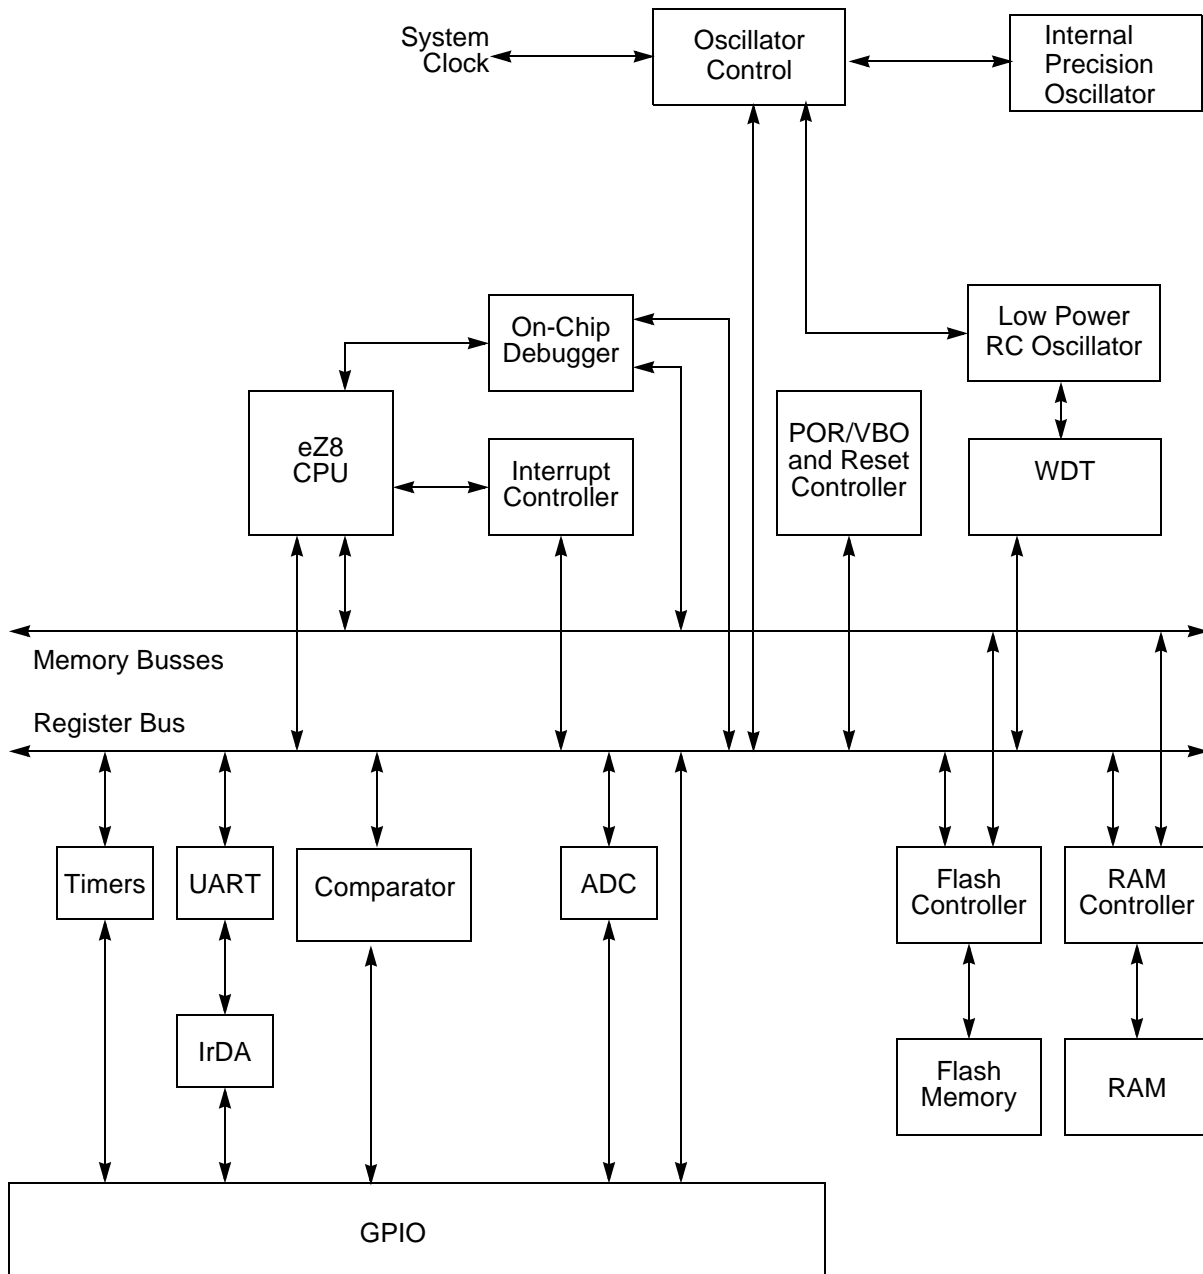 System
Clock
Oscillator
Control
Internal
Precision
Oscillator
On-Chip
Debugger
Low Power
RC Oscillator
eZ8
CPU
Interrupt
Controller
POR/VBO
and Reset
Controller
WDT
Memory Busses
Register Bus
Timers
UART
Comparator
ADC
Flash
Controller
RAM
Controller
IrDA
Flash
Memory
RAM
GPIO